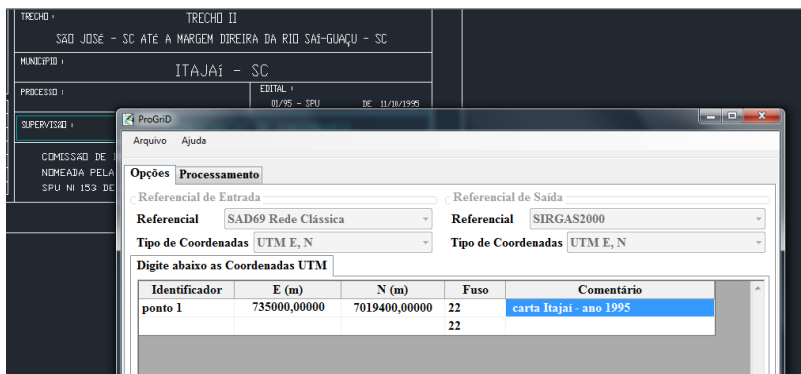 TRECHO :
TRECHO II
SÃO JOSÉ - SC ATÉ A MARGEM DIREIRA DA RIO SAÍ-GUAÇU - SC
MUNICÍPIO :
ITAJAÍ - SC
PROCESSO :
EDITAL :
01/95 - SPU DE 11/10/1995
SUPERVISÃO :
COMISSÃO DE
NOMEADA PELA
SPU Nº 153 DE
ProGriD
Arquivo Ajuda
Opções Processamento
Referencial de Entrada
Referencial de Saída
Referencial SAD69 Rede Clássica
Referencial SIRGAS2000
Tipo de Coordenadas UTM E, N
Tipo de Coordenadas UTM E, N
Digite abaixo as Coordenadas UTM
Identificador E (m) N (m) Fuso Comentário
ponto 1 735000,00000 7019400,00000 22 carta Itajaí - ano 1995
22